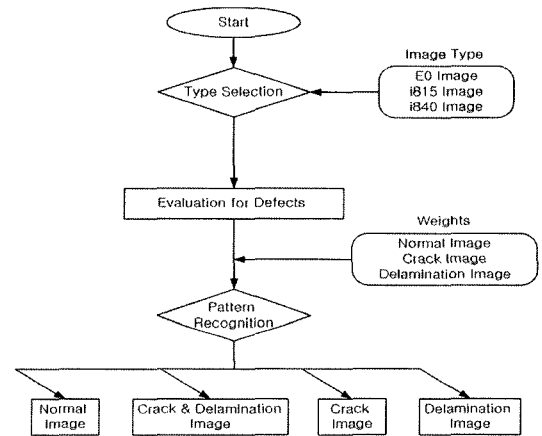 Start
Image Type
Type Selection
E0 Image
i815 Image
i840 Image
Evaluation for Defects
Weights
Normal Image
Crack Image
Delamination Image
Pattern
Recognition
Normal
Image
Crack & Delamination
Image
Crack
Image
Delamination
Image